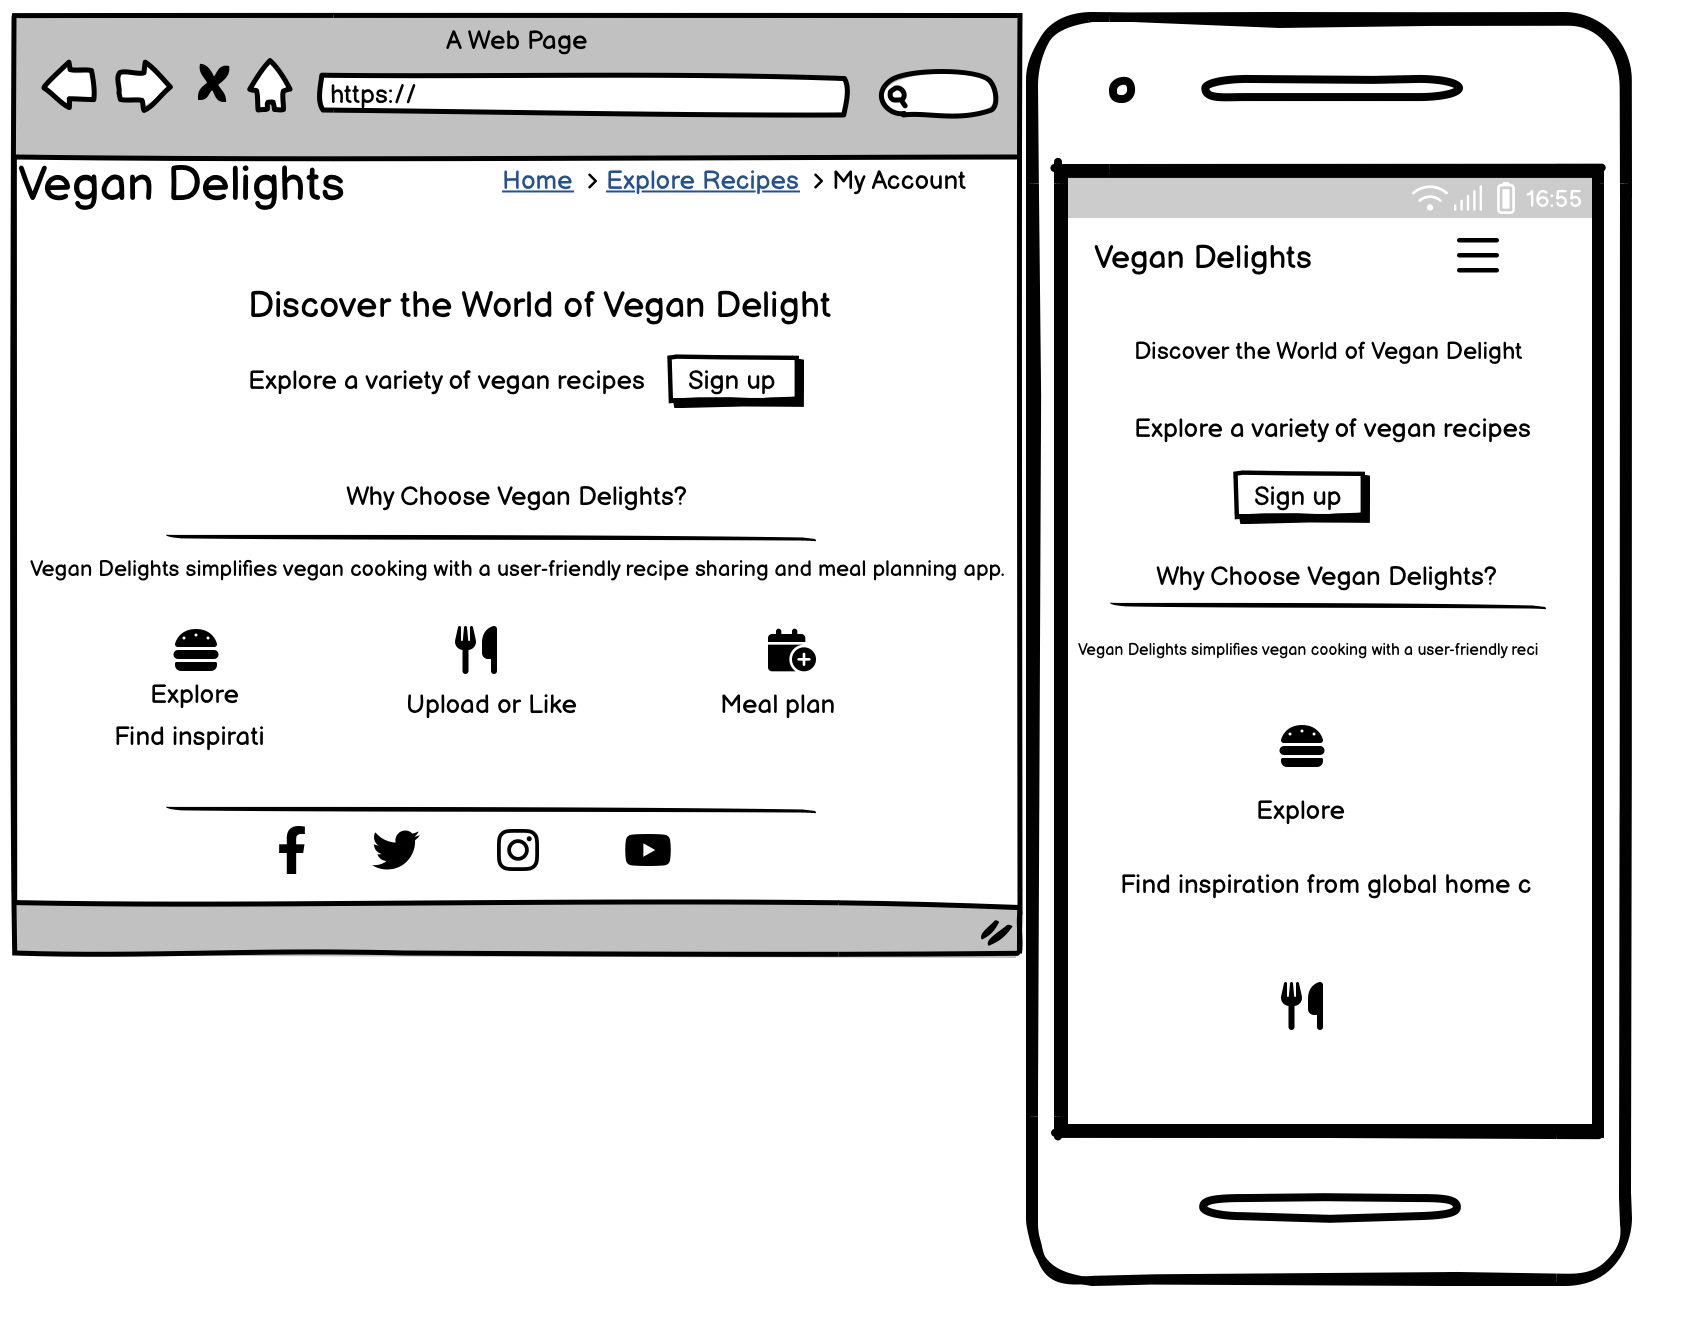 A Web Page
https://
Vegan Delights
Home > Explore Recipes > My Account
Discover the World of Vegan Delight
Explore a variety of vegan recipes Sign up
Why Choose Vegan Delights?
Vegan Delights simplifies vegan cooking with a user-friendly recipe sharing and meal planning app.
Explore
Upload or Like
Meal plan
Find inspirati
16:55
Vegan Delights
Discover the World of Vegan Delight
Explore a variety of vegan recipes
Sign up
Why Choose Vegan Delights?
Vegan Delights simplifies vegan cooking with a user-friendly reci
Explore
Find inspiration from global home c